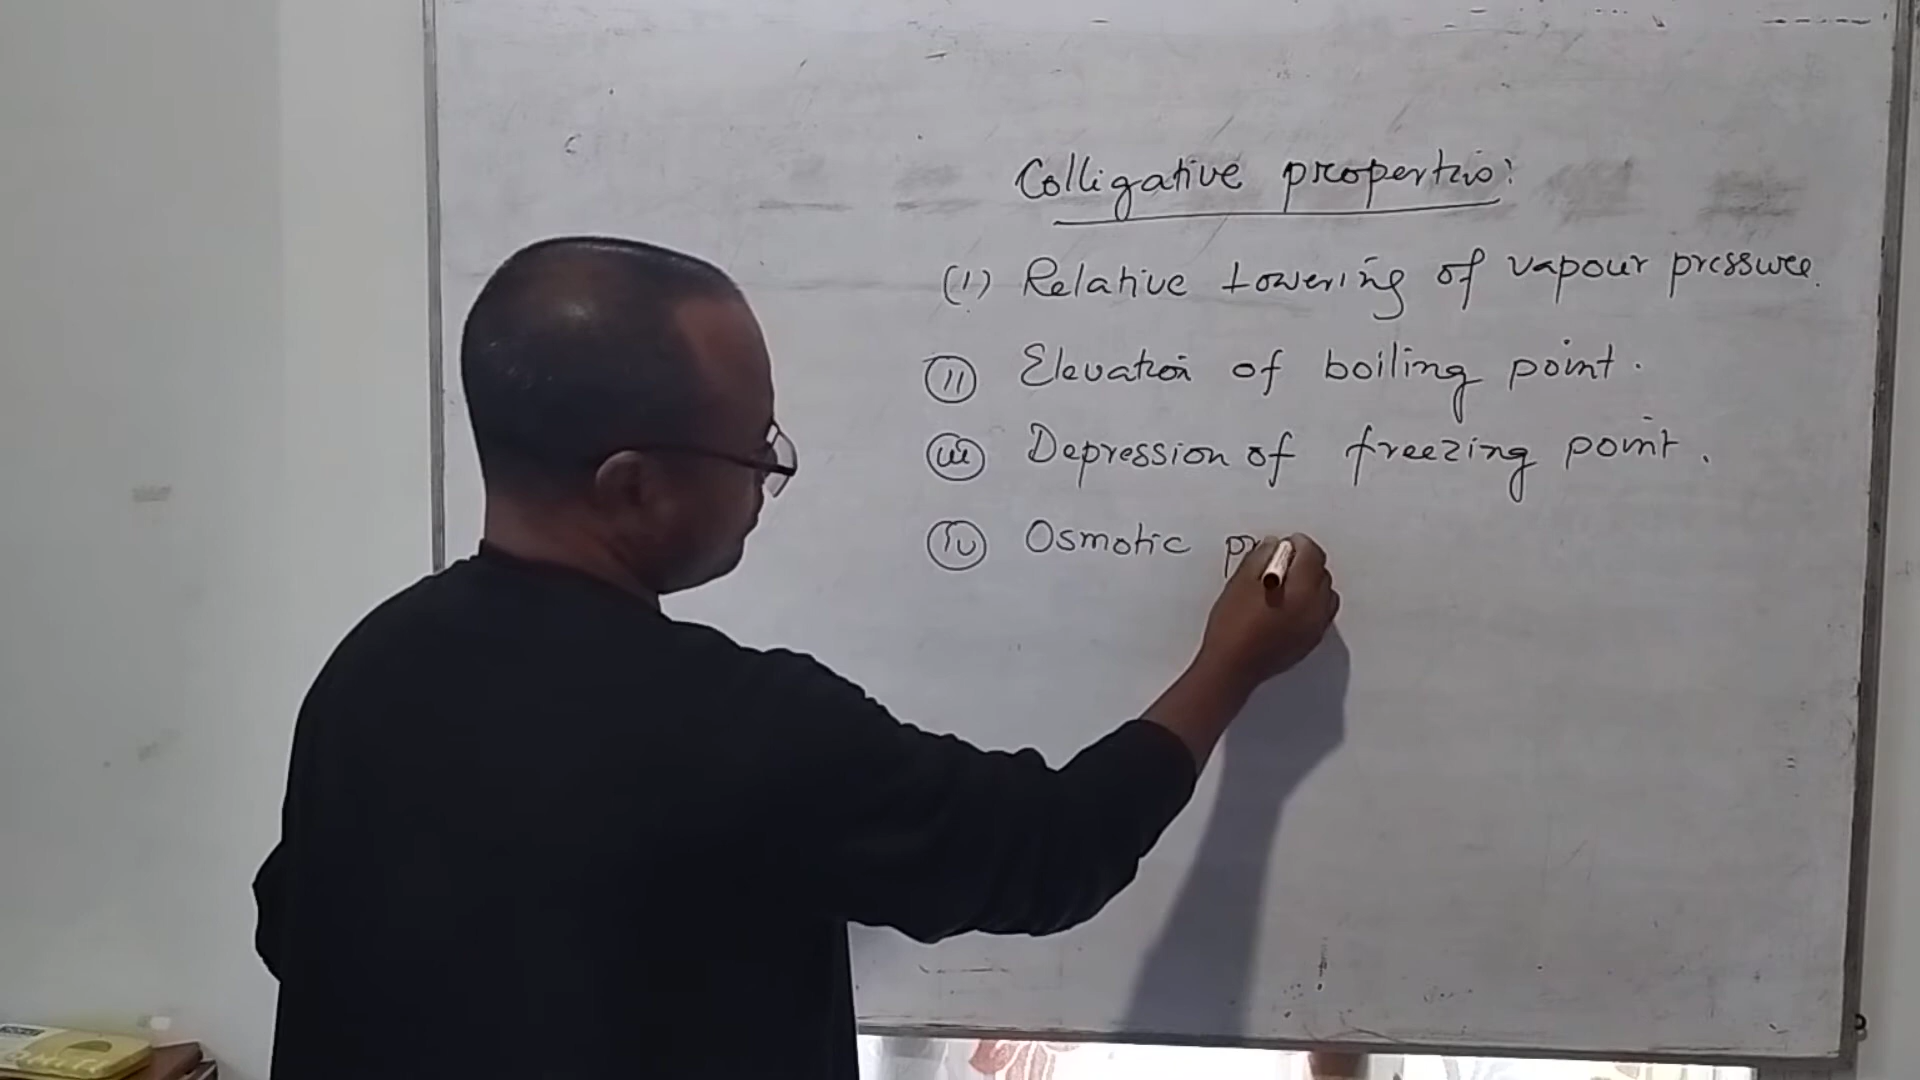 Colligative properties:
(i) Relative Lowering of vapour pressure.
(ii) Elevation of boiling point.
(iii) Depression of freezing point.
(iv) Osmotic pr